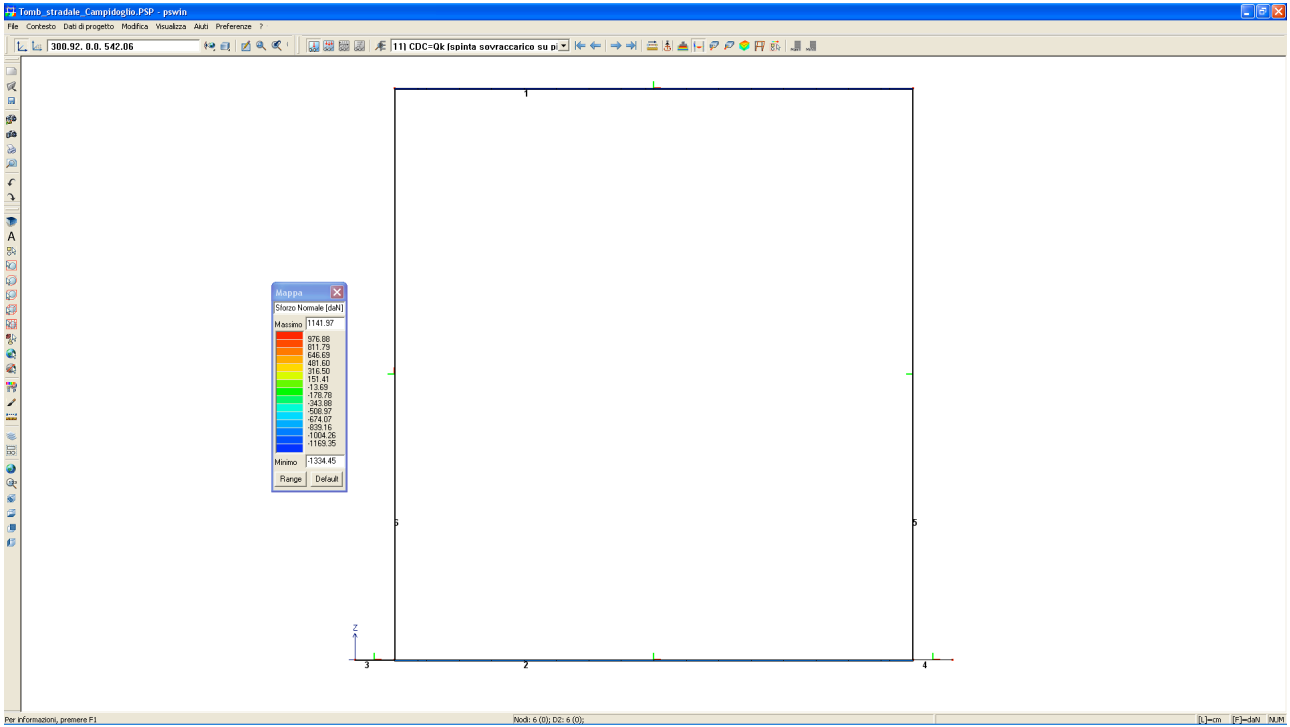 Tomb_stradale_Campidoglio.PSP - pswin
File Contesto Dati di progetto Modifica Visualizza Aiuti Preferenze ?
300.92. 0.0. 542.06
11) CDC=Qk (spinta sovraccarico su pi
1
Mappa
Sforzo Normale [daN]
Massimo 1141.97
976.88
811.79
646.69
481.60
316.50
151.41
-13.69
-178.78
-343.88
-508.97
-674.07
-839.16
-1004.26
-1169.35
Minimo -1334.45
Range Default
6 5
Z
3 2 4
A
Per informazioni, premere F1 Nodi: 6 (0); D2: 6 (0); [L]=cm [F]=daN NUM